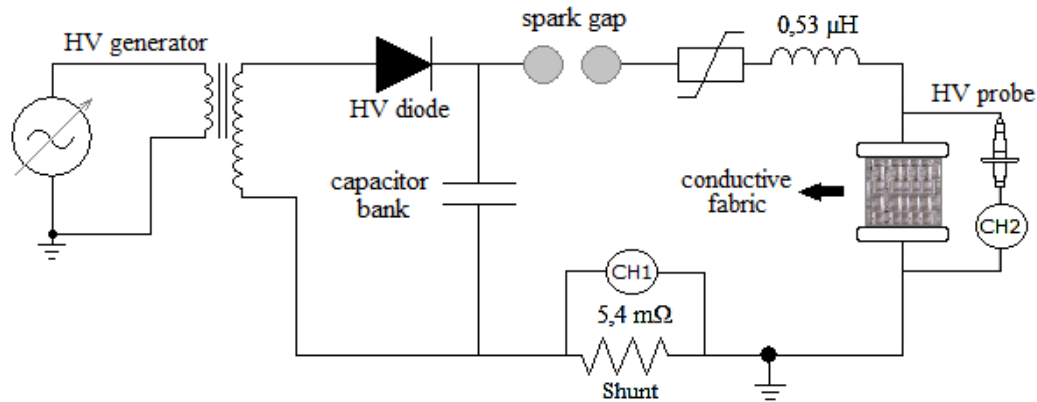 spark gap
HV generator
0,53 μH
HV diode
HV probe
capacitor
bank
conductive
fabric
CH2
CH1
5,4 mΩ
Shunt